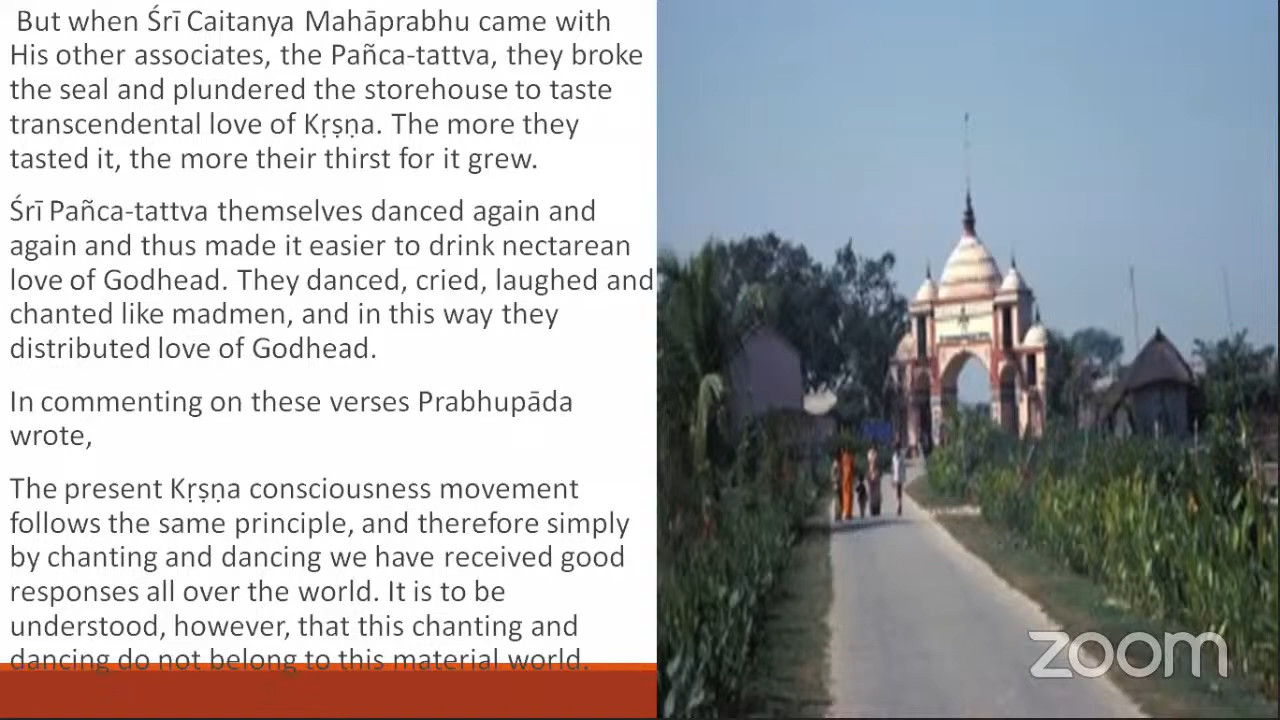 But when Śrī Caitanya Mahāprabhu came with
His other associates, the Pañca-tattva, they broke
the seal and plundered the storehouse to taste
transcendental love of Kṛṣṇa. The more they
tasted it, the more their thirst for it grew.
Śrī Pañca-tattva themselves danced again and
again and thus made it easier to drink nectarean
love of Godhead. They danced, cried, laughed and
chanted like madmen, and in this way they
distributed love of Godhead.
In commenting on these verses Prabhupāda
wrote,
The present Kṛṣṇa consciousness movement
follows the same principle, and therefore simply
by chanting and dancing we have received good
responses all over the world. It is to be
understood, however, that this chanting and
dancing do not belong to this material world.
zoom